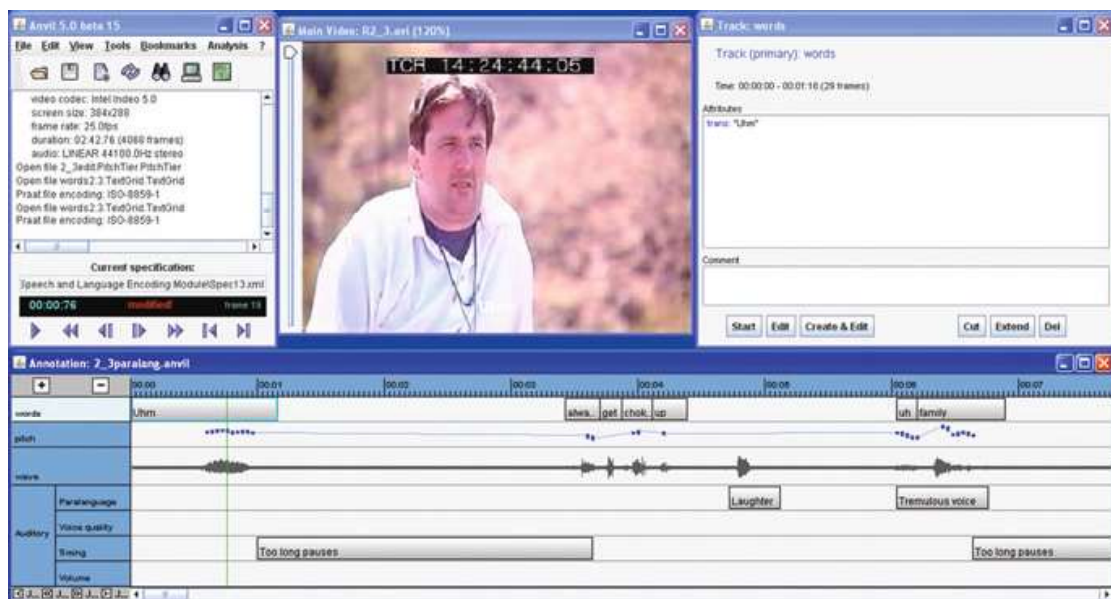 Anvil 5.0 beta 15
File Edit View Tools Bookmarks Analysis ?
video codec: Intel Indeo 5.0
screen size: 384x288
frame rate: 25.0fps
duration: 02:42.76 (4068 frames)
audio: LINEAR 44100.0Hz stereo
Open file 2_3edit.PitchTier.PitchTier
Open file words2.3.TextGrid.TextGrid
Praat file encoding: ISO-8859-1
Open file words2.3.TextGrid.TextGrid
Praat file encoding: ISO-8859-1
Current specification:
Speech and Language Encoding Module\Spec13.xml
00:00:76 modified frame 19
Main Video: R2_3.avi (120%)
TCR 14:24:44:05
Track: words
Track (primary): words
Time: 00:00:00 - 00:01:16 (29 frames)
Attributes
trans: "Uhm"
Comment
Start Edit Create & Edit Cut Extend Del
Annotation: 2_3paralang.anvil
+ - 00:00 00:01 00:02 00:03 00:04 00:05 00:06 00:07
words Uhm alwa.. get chok.. up uh family
pitch
wave
Auditory
Paralanguage Laughter Tremulous voice
Voice quality
Timing Too long pauses Too long pauses
Volume